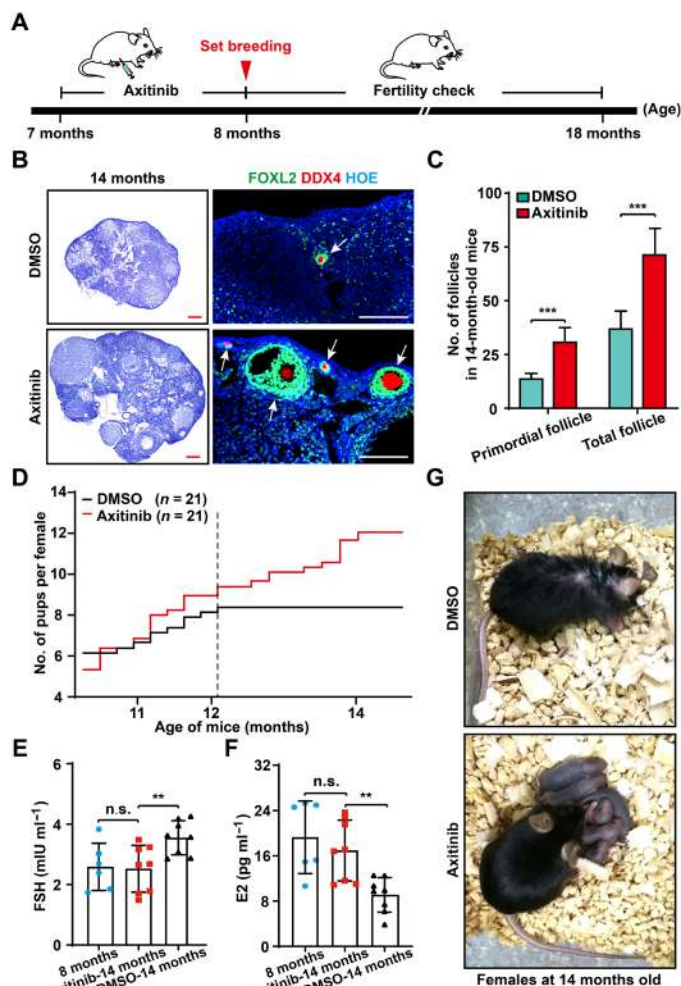 A
Set breeding
Axitinib
Fertility check
(Age)
7 months
8 months
18 months
B
14 months
FOXL2 DDX4 HOE
DMSO
Axitinib
C
No. of follicles
in 14-month-old mice
100
75
50
25
0
DMSO
Axitinib
***
***
Primordial follicle
Total follicle
D
No. of pups per female
14
12
10
8
6
4
DMSO (n = 21)
Axitinib (n = 21)
11
12
14
Age of mice (months)
E
FSH (mIU ml⁻¹)
6
4
2
0
n.s.
**
8 months
xitinib-14 months
DMSO-14 months
F
E2 (pg ml⁻¹)
32
24
16
8
0
n.s.
**
8 months
xitinib-14 months
DMSO-14 months
G
DMSO
Axitinib
Females at 14 months old